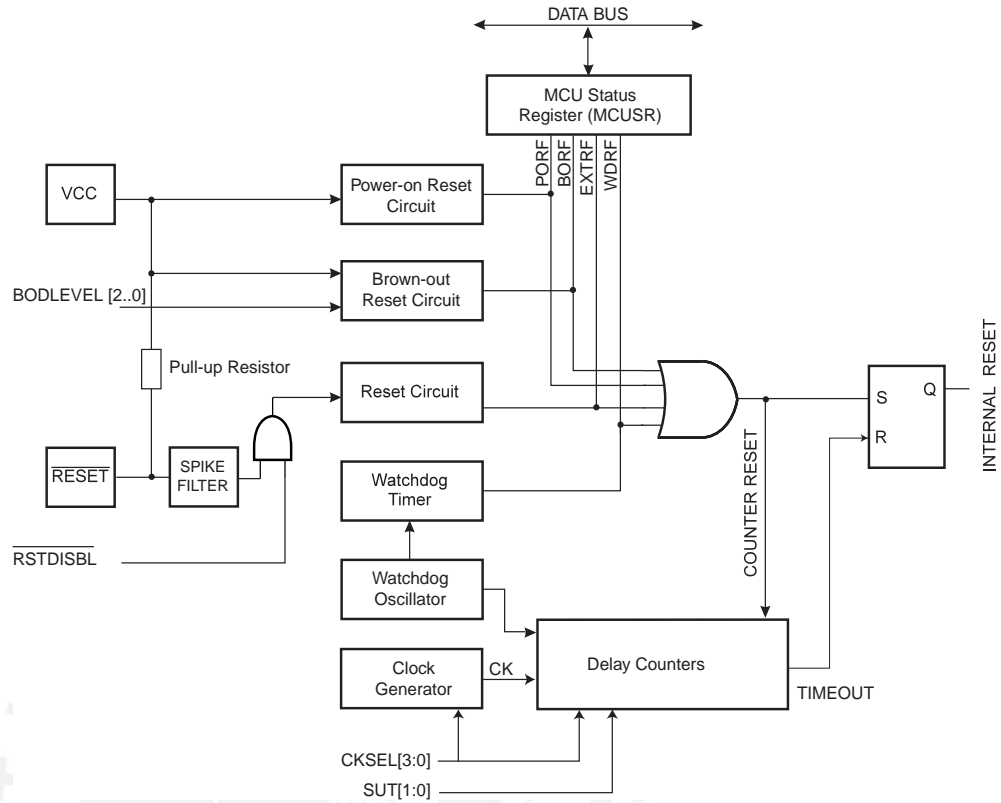 DATA BUS
MCU Status
Register (MCUSR)
PORF
BORF
EXTRF
WDRF
VCC
Power-on Reset
Circuit
Brown-out
Reset Circuit
BODLEVEL [2..0]
Pull-up Resistor
Reset Circuit
S
Q
R
INTERNAL RESET
RESET
SPIKE
FILTER
Watchdog
Timer
COUNTER RESET
RSTDISBL
Watchdog
Oscillator
Clock
Generator
CK
Delay Counters
TIMEOUT
CKSEL[3:0]
SUT[1:0]